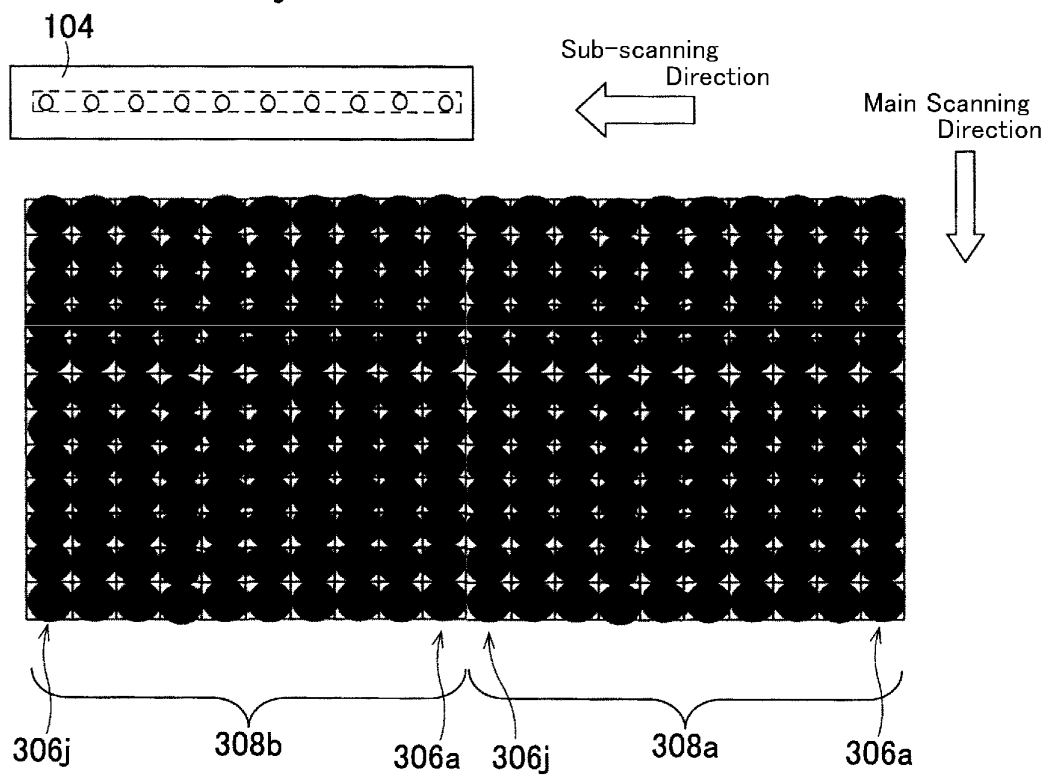 104
Sub-scanning
Direction
Main Scanning
Direction
306j
308b
306a
306j
308a
306a